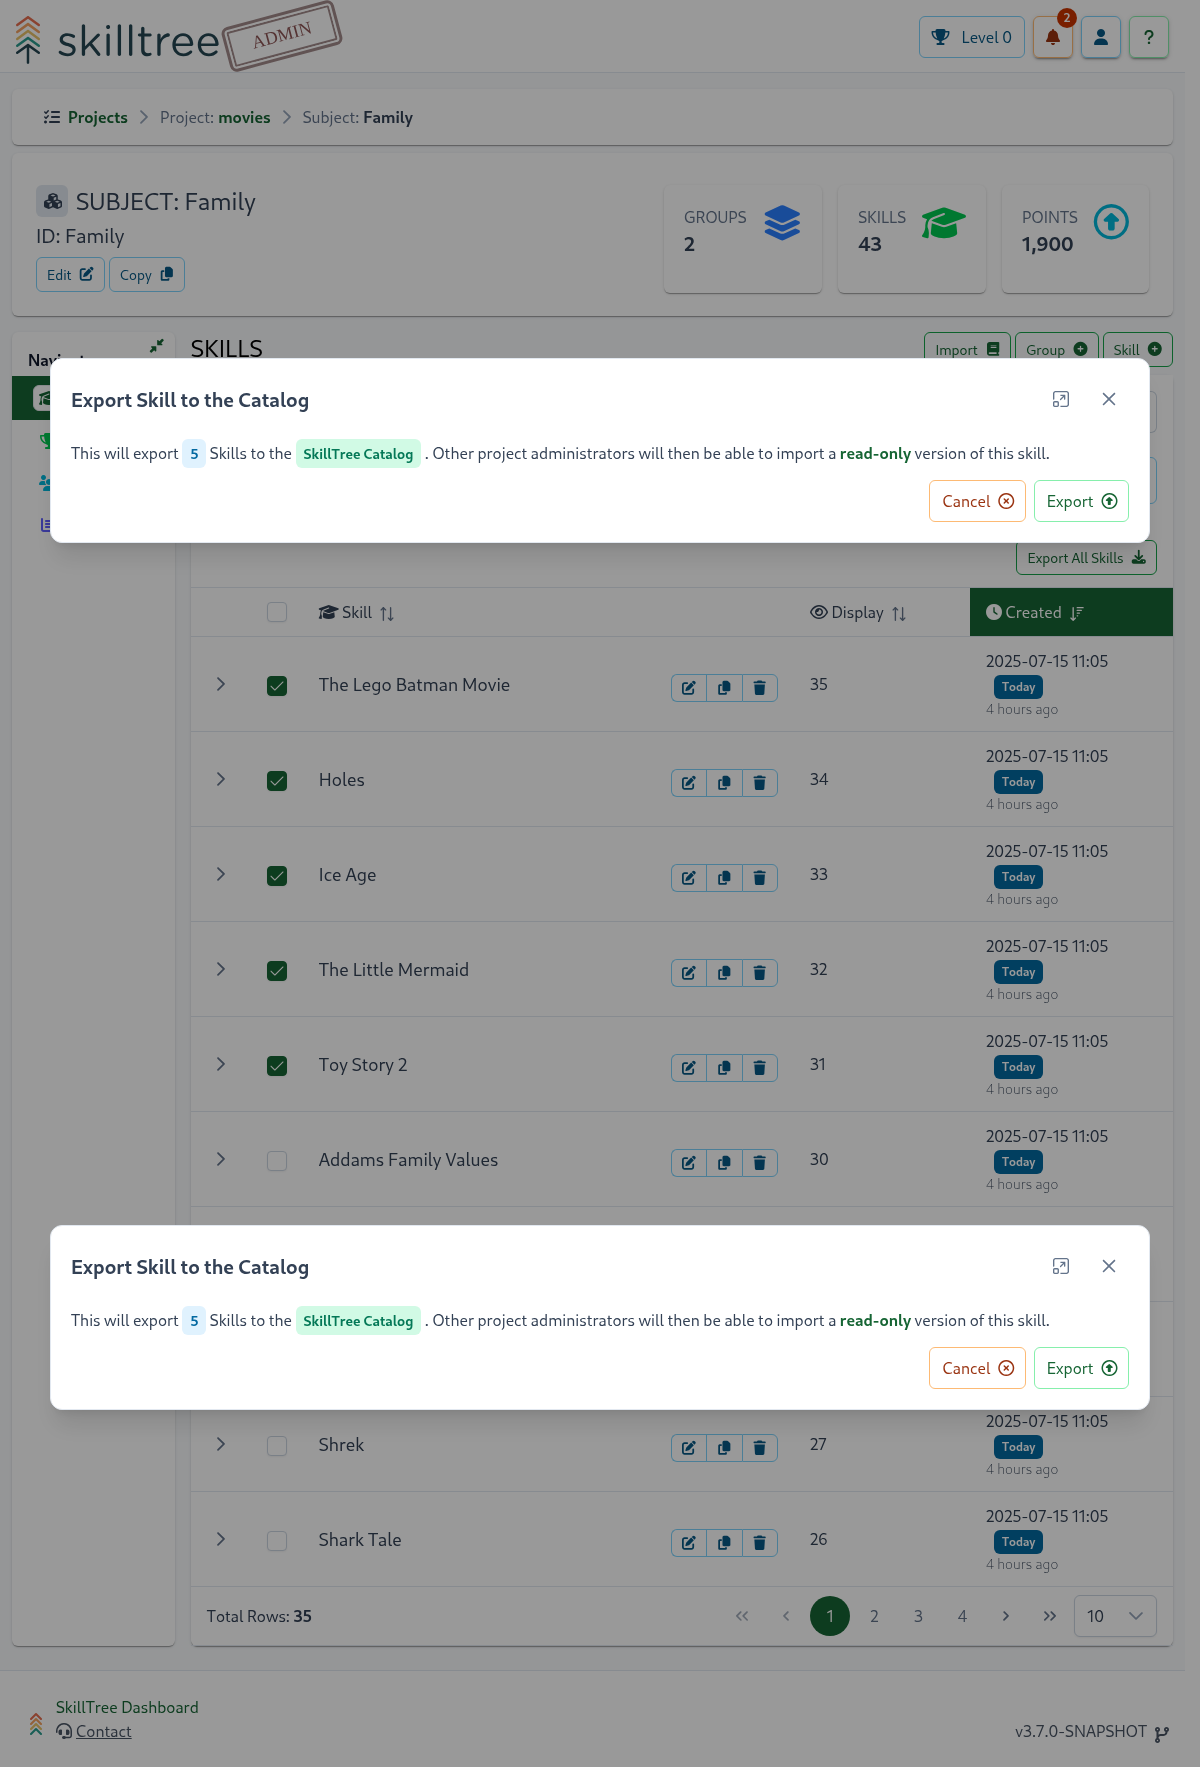 skilltree
ADMIN
Level 0
2
?
Projects
Project: movies
Subject: Family
SUBJECT: Family
ID: Family
Edit
Copy
GROUPS
2
SKILLS
43
POINTS
1,900
SKILLS
Import
Group
Skill
Export Skill to the Catalog
This will export 5 Skills to the SkillTree Catalog . Other project administrators will then be able to import a read-only version of this skill.
Cancel
Export
Export All Skills
Skill
Display
Created
The Lego Batman Movie
35
2025-07-15 11:05
Today
4 hours ago
Holes
34
2025-07-15 11:05
Today
4 hours ago
Ice Age
33
2025-07-15 11:05
Today
4 hours ago
The Little Mermaid
32
2025-07-15 11:05
Today
4 hours ago
Toy Story 2
31
2025-07-15 11:05
Today
4 hours ago
Addams Family Values
30
2025-07-15 11:05
Today
4 hours ago
Export Skill to the Catalog
This will export 5 Skills to the SkillTree Catalog . Other project administrators will then be able to import a read-only version of this skill.
Cancel
Export
Shrek
27
2025-07-15 11:05
Today
4 hours ago
Shark Tale
26
2025-07-15 11:05
Today
4 hours ago
Total Rows: 35
1
2
3
4
10
SkillTree Dashboard
Contact
v3.7.0-SNAPSHOT